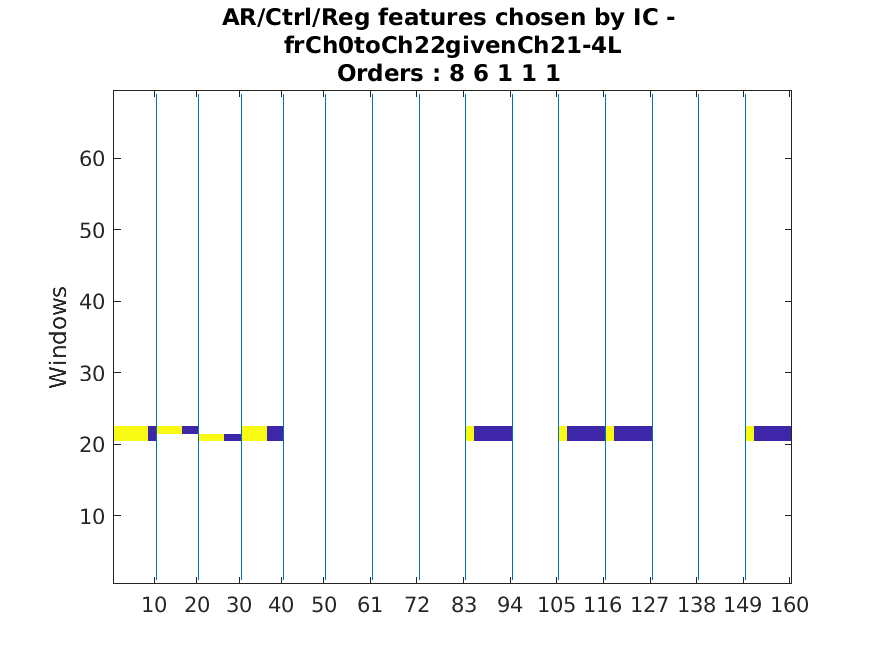 AR/Ctrl/Reg features chosen by IC -
frCh0toCh22givenCh21-4L
Orders : 8 6 1 1 1
Windows
60
50
40
30
20
10
10 20 30 40 50 61 72 83 94 105 116 127 138 149 160